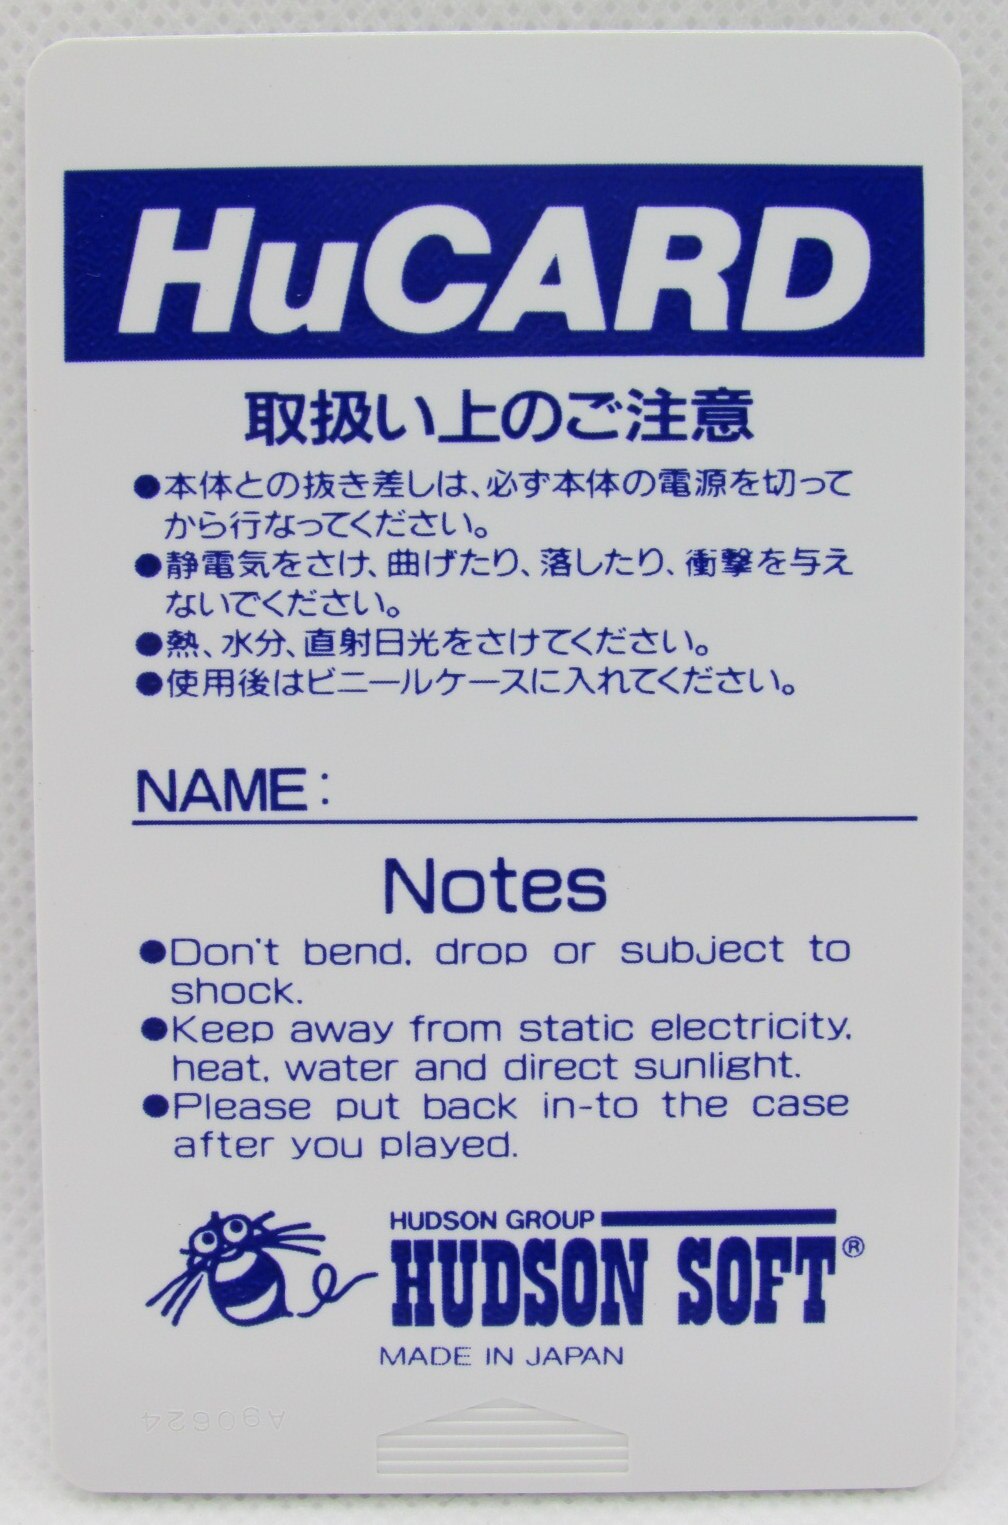 HuCARD
取扱い上のご注意
●本体との抜き差しは、必ず本体の電源を切って
から行なってください。
●静電気をさけ、曲げたり、落したり、衝撃を与え
ないでください。
●熱、水分、直射日光をさけてください。
●使用後はビニールケースに入れてください。
NAME:
Notes
●Don't bend, drop or subject to
shock.
●Keep away from static electricity,
heat, water and direct sunlight.
●Please put back in-to the case
after you played.
HUDSON GROUP
HUDSON SOFT®
MADE IN JAPAN
Ag0624